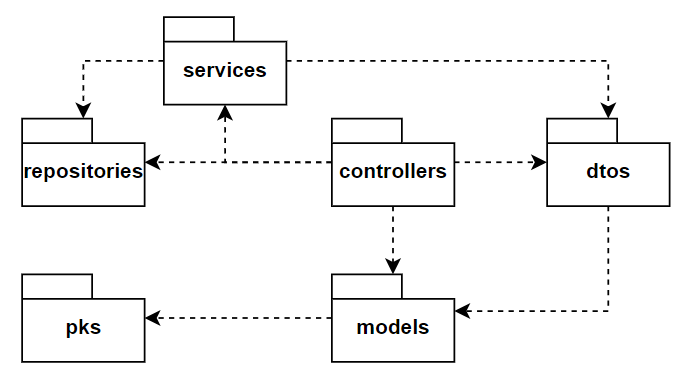 services
repositories
controllers
dtos
pks
models